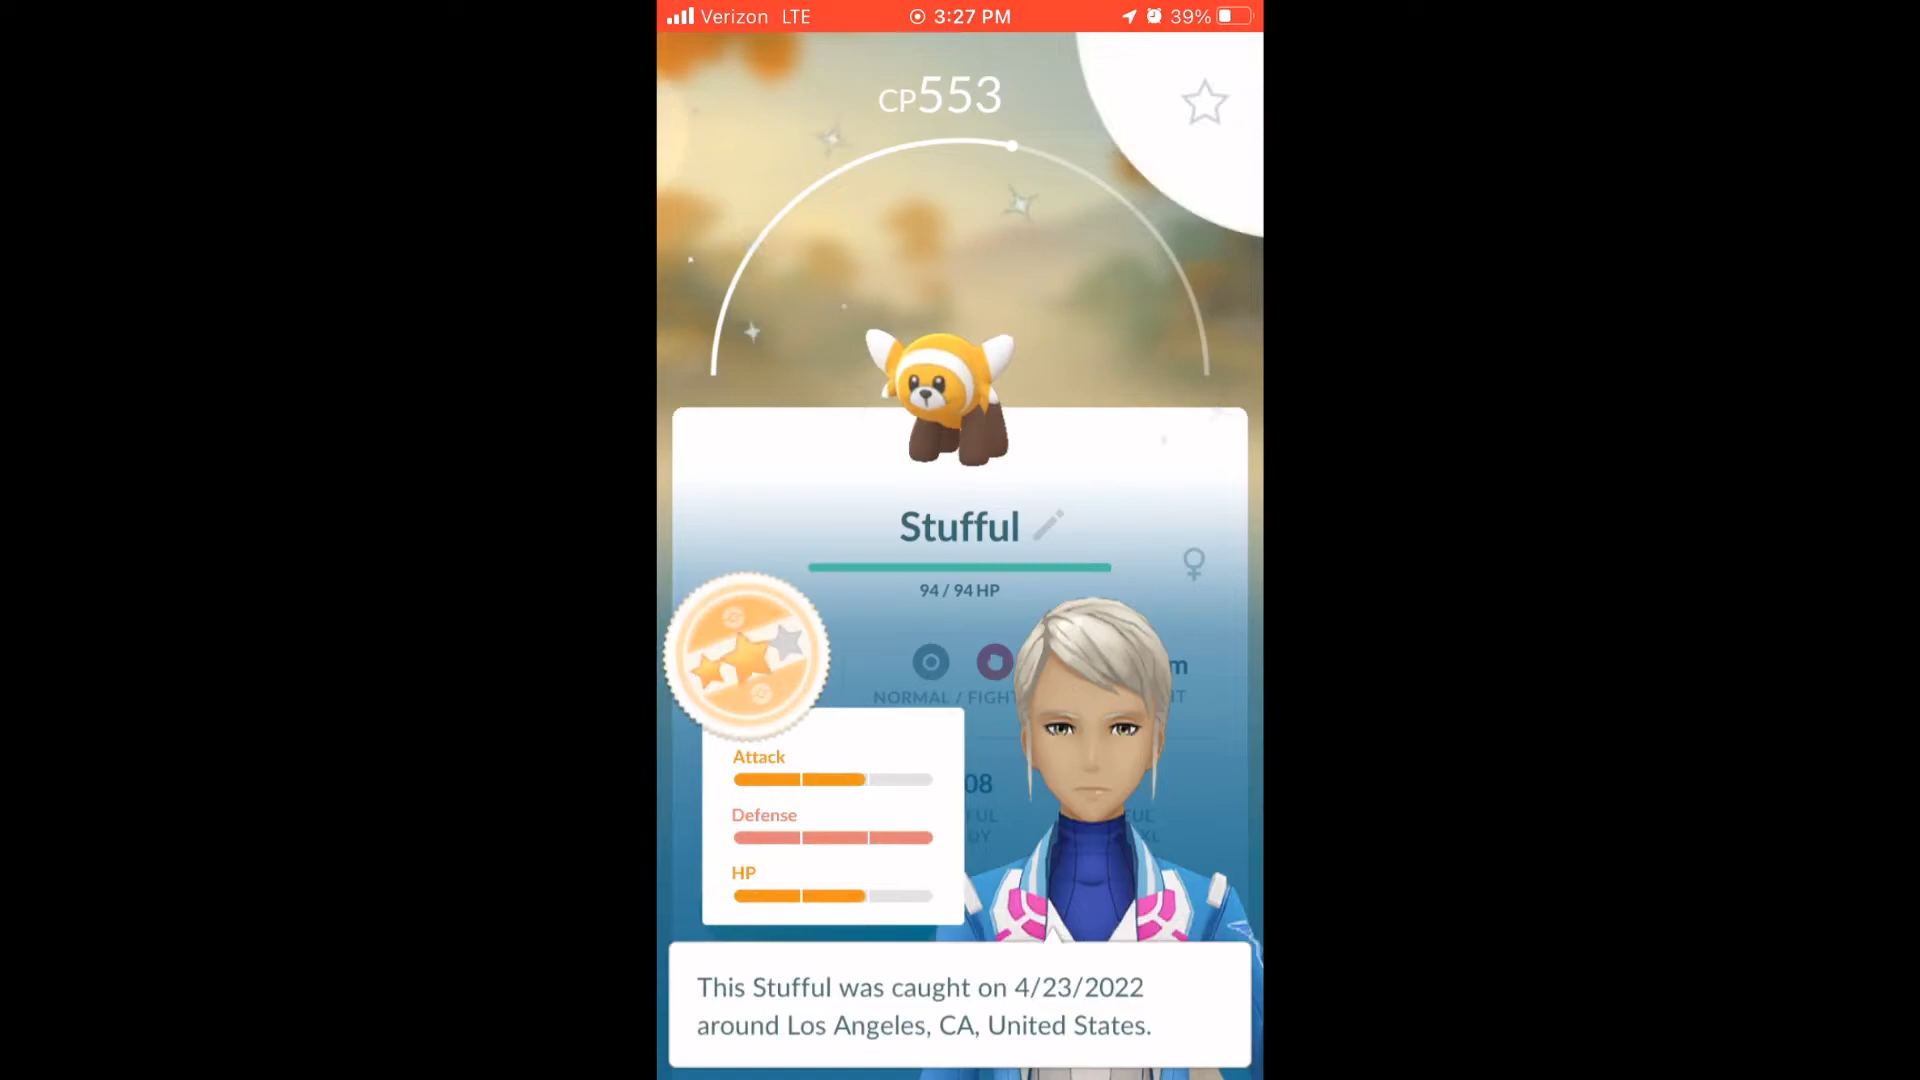 Verizon LTE 3:27 PM 39%
CP553
Stufful
94 / 94 HP
NORMAL / FIGHT
Attack
Defense
HP
This Stufful was caught on 4/23/2022
around Los Angeles, CA, United States.